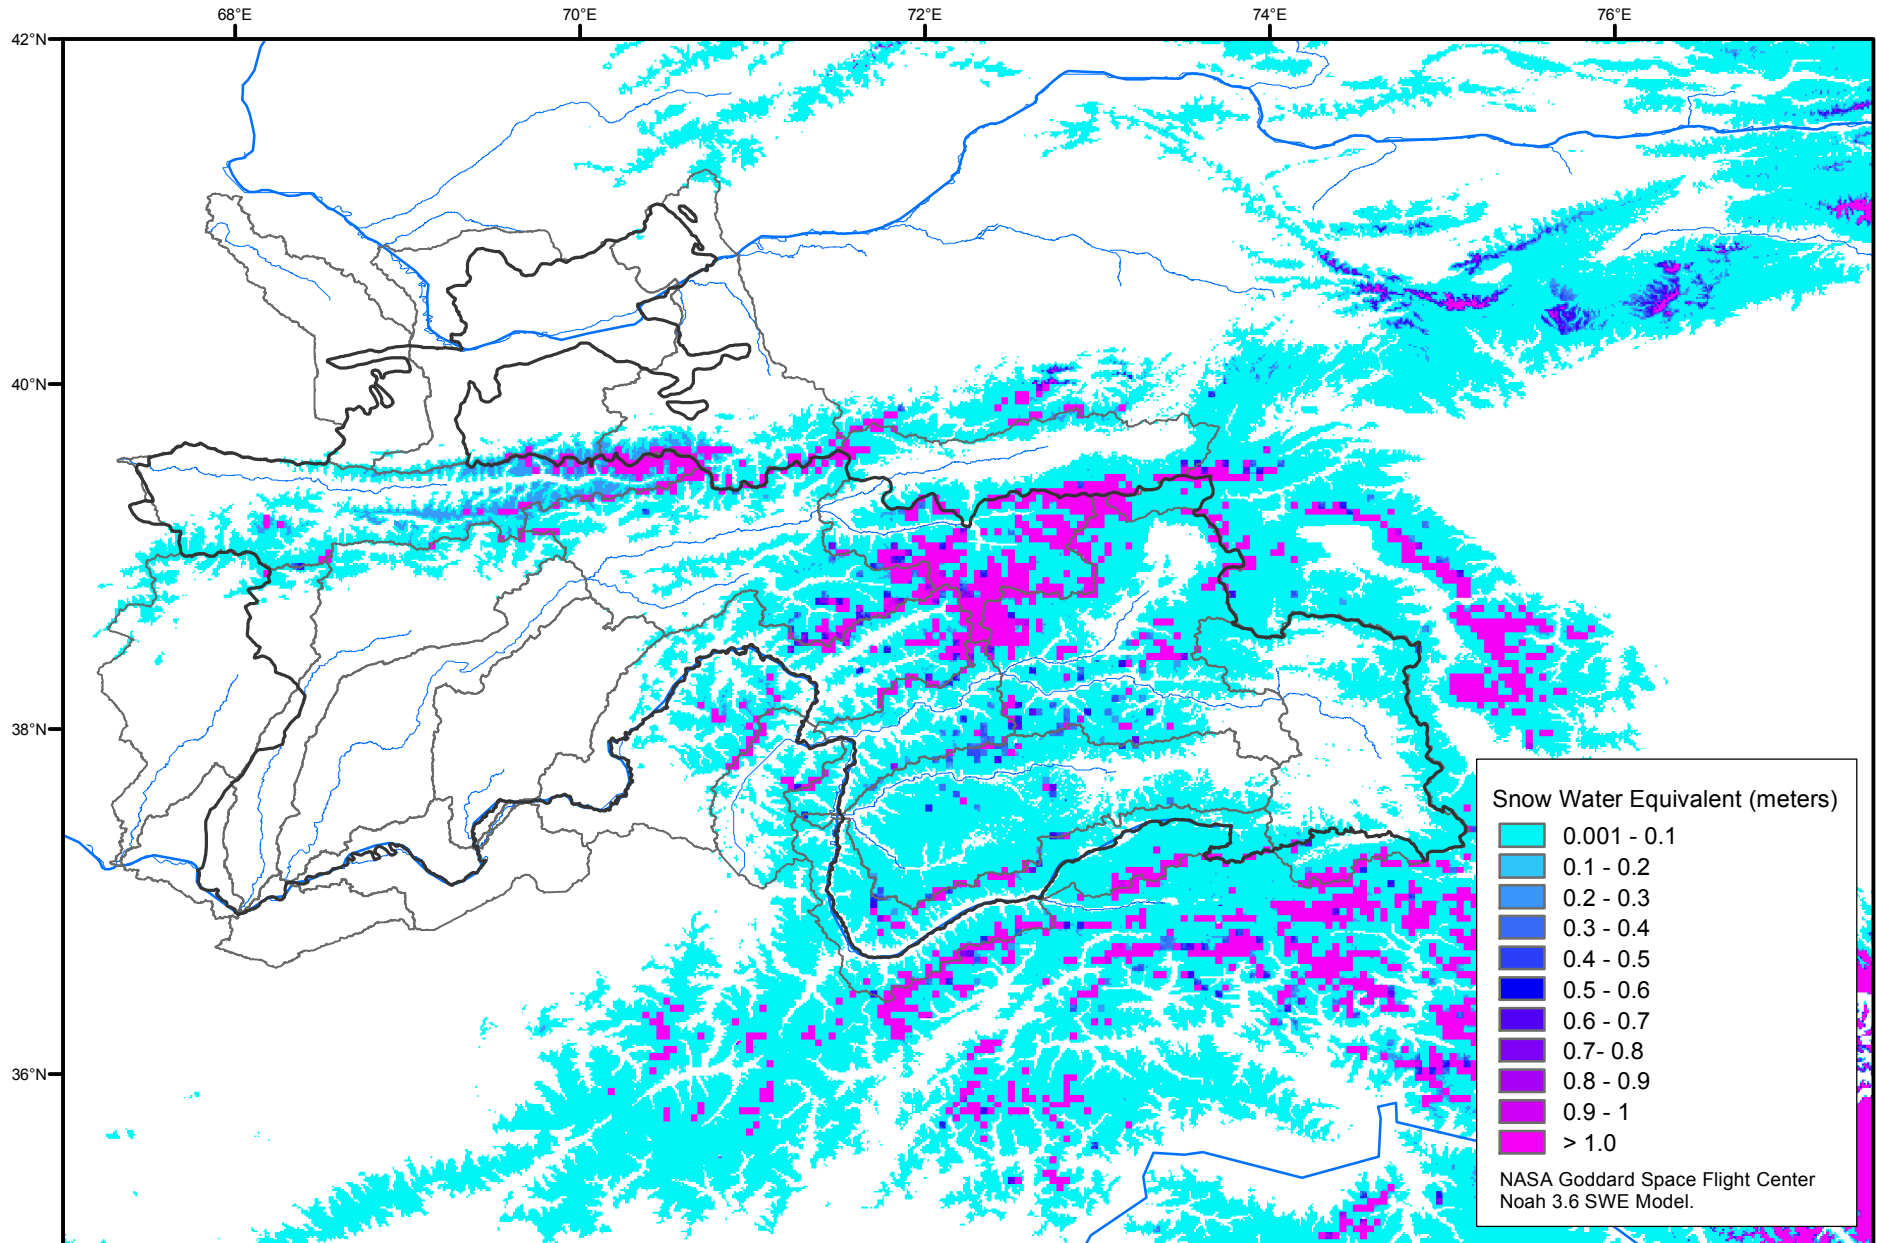 68°E 70°E 72°E 74°E 76°E
42°N
40°N
38°N
36°N
Snow Water Equivalent (meters)
0.001 - 0.1
0.1 - 0.2
0.2 - 0.3
0.3 - 0.4
0.4 - 0.5
0.5 - 0.6
0.6 - 0.7
0.7- 0.8
0.8 - 0.9
0.9 - 1
> 1.0
NASA Goddard Space Flight Center
Noah 3.6 SWE Model.